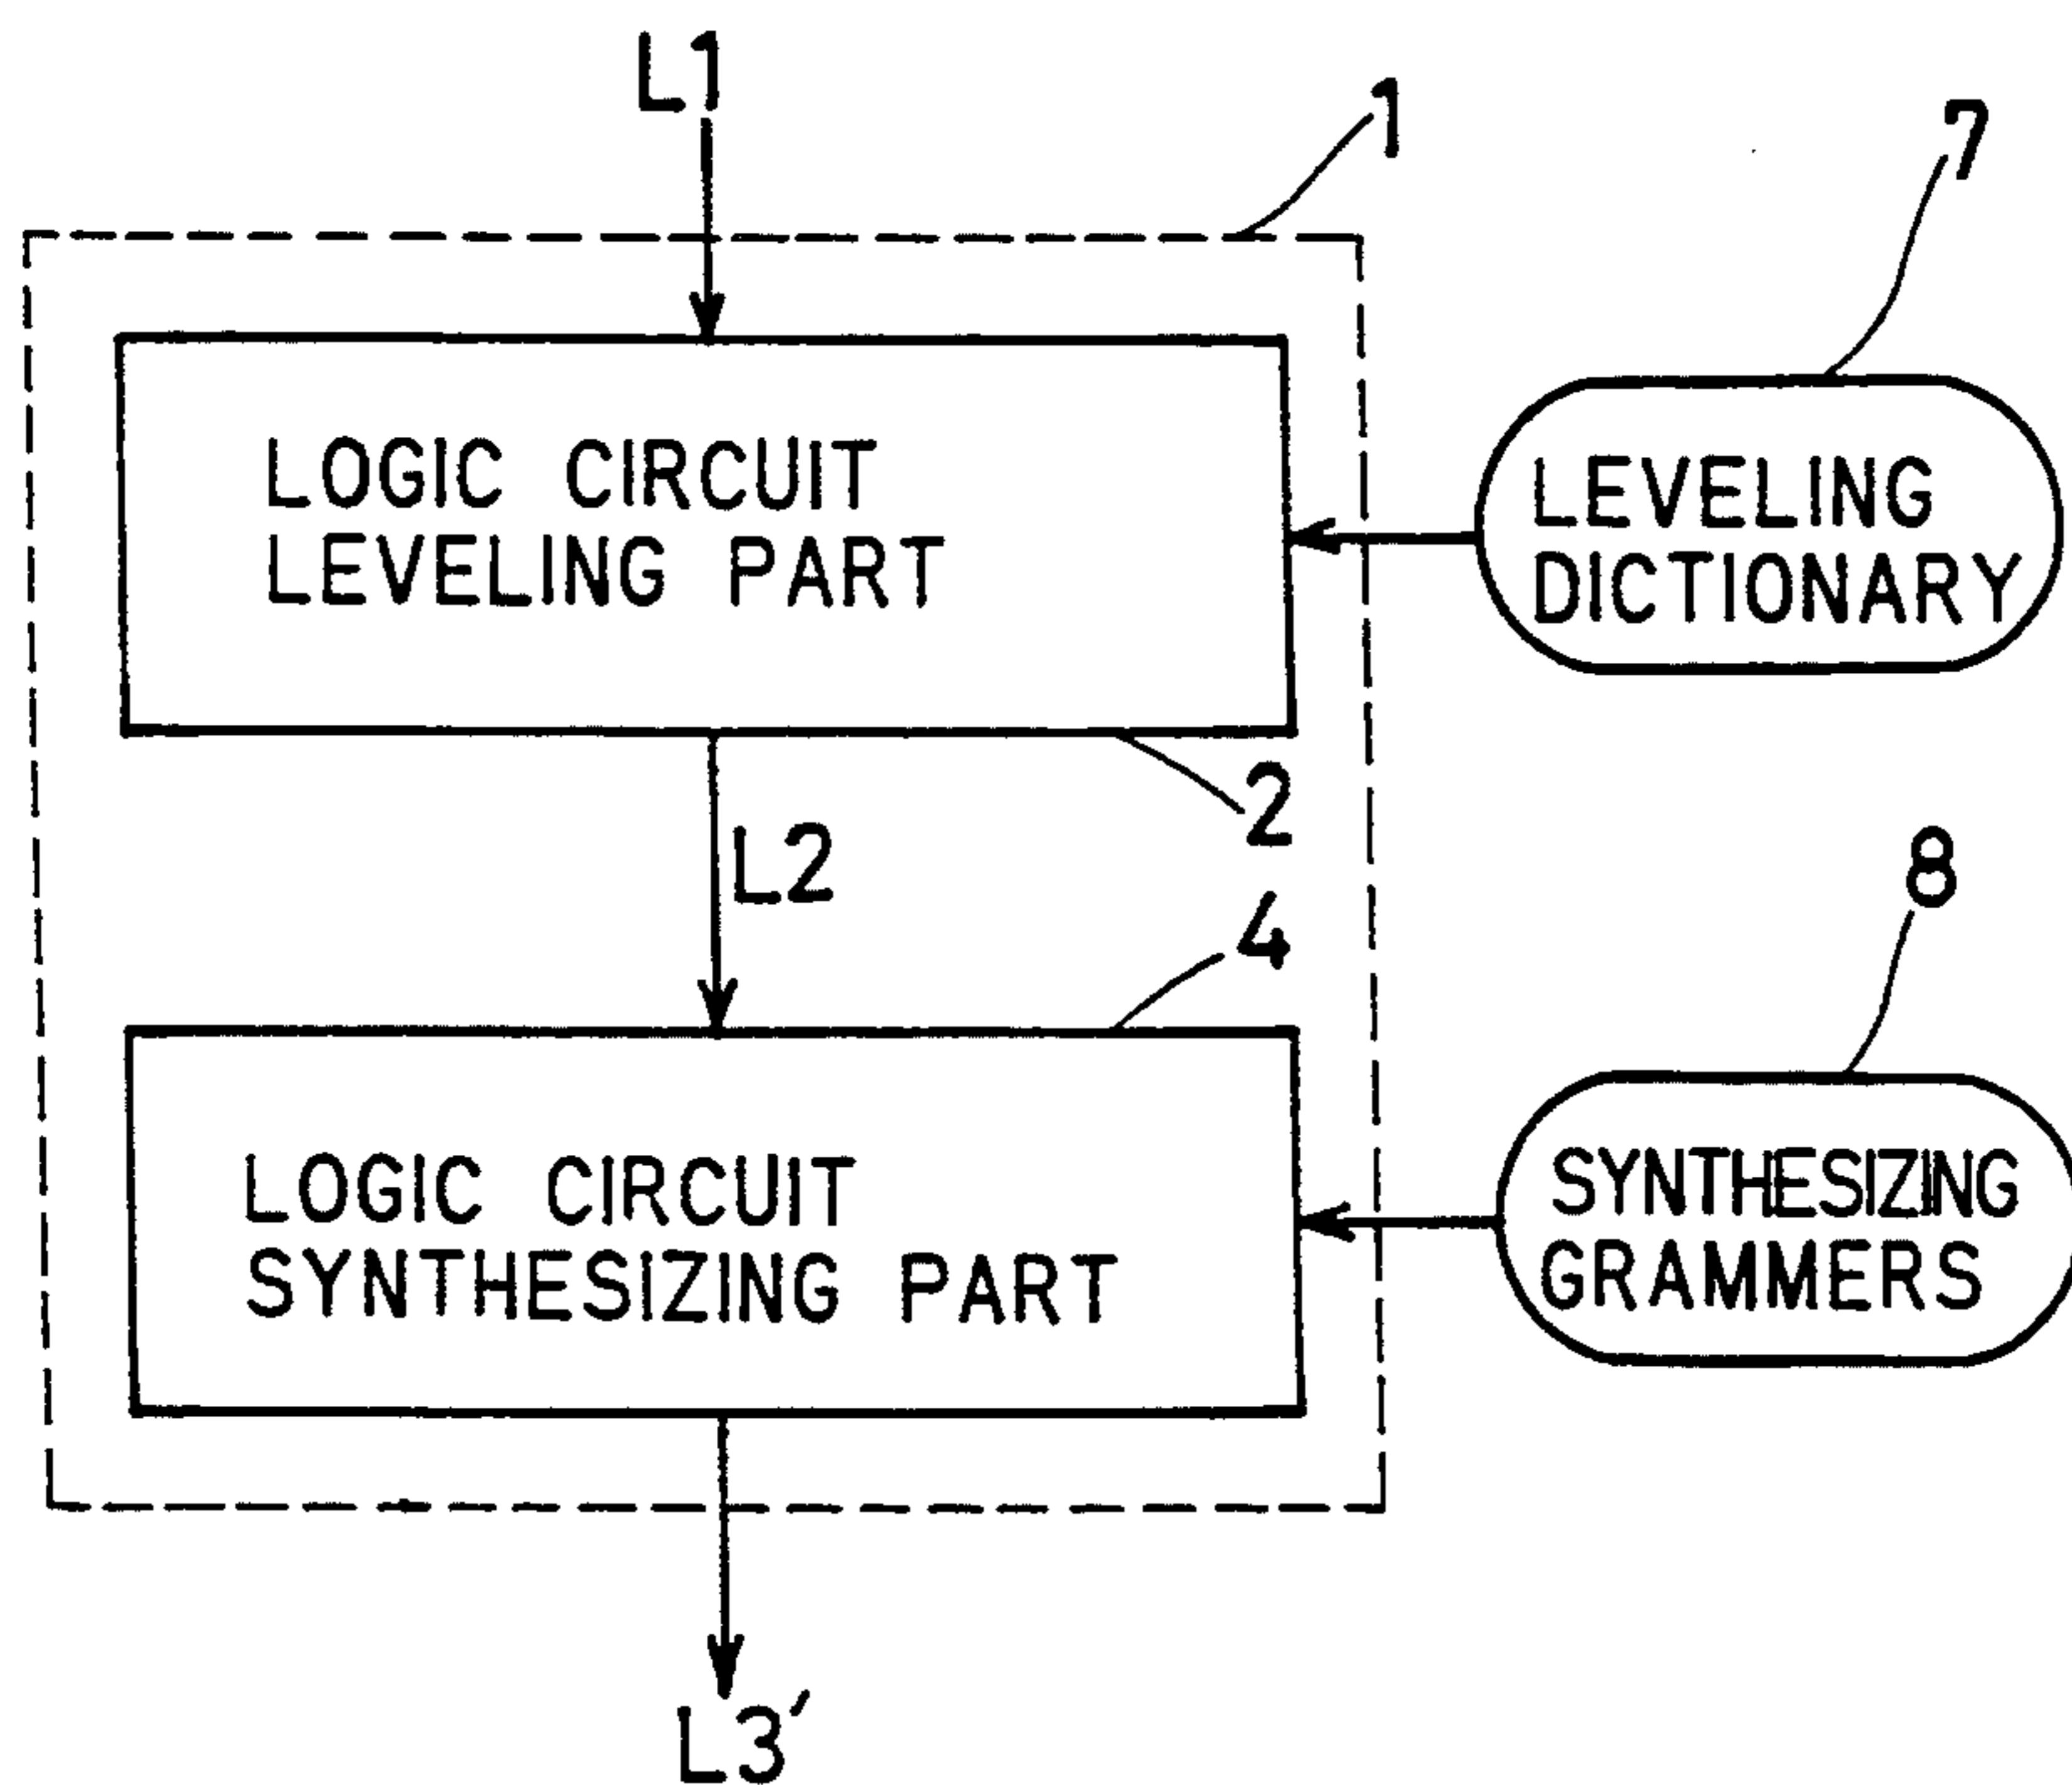 L1
1
7
LOGIC CIRCUIT
LEVELING PART
LEVELING
DICTIONARY
2
L2
8
4
LOGIC CIRCUIT
SYNTHESIZING PART
SYNTHESIZING
GRAMMERS
L3′